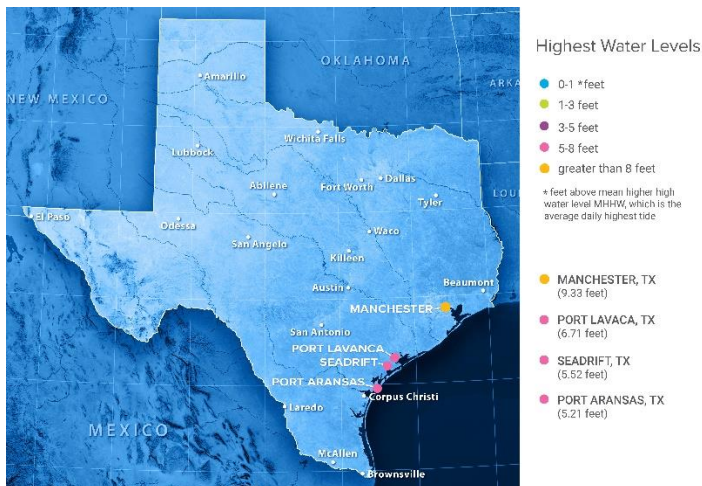 OKLAHOMA
Amarillo
NEW MEXICO
ARKA
Wichita Falls
Lubbock
Abilene
Fort Worth
Dallas
LOUI
Tyler
El Paso
Odessa
Waco
San Angelo
Killeen
Austin
Beaumont
MANCHESTER
San Antonio
PORT LAVANCA
SEADRIFT
PORT ARANSAS
Corpus Christi
Laredo
MEXICO
McAllen
Brownsville
Highest Water Levels
0-1 *feet
1-3 feet
3-5 feet
5-8 feet
greater than 8 feet
* feet above mean higher high
water level MHHW, which is the
average daily highest tide
MANCHESTER, TX
(9.33 feet)
PORT LAVACA, TX
(6.71 feet)
SEADRIFT, TX
(5.52 feet)
PORT ARANSAS, TX
(5.21 feet)